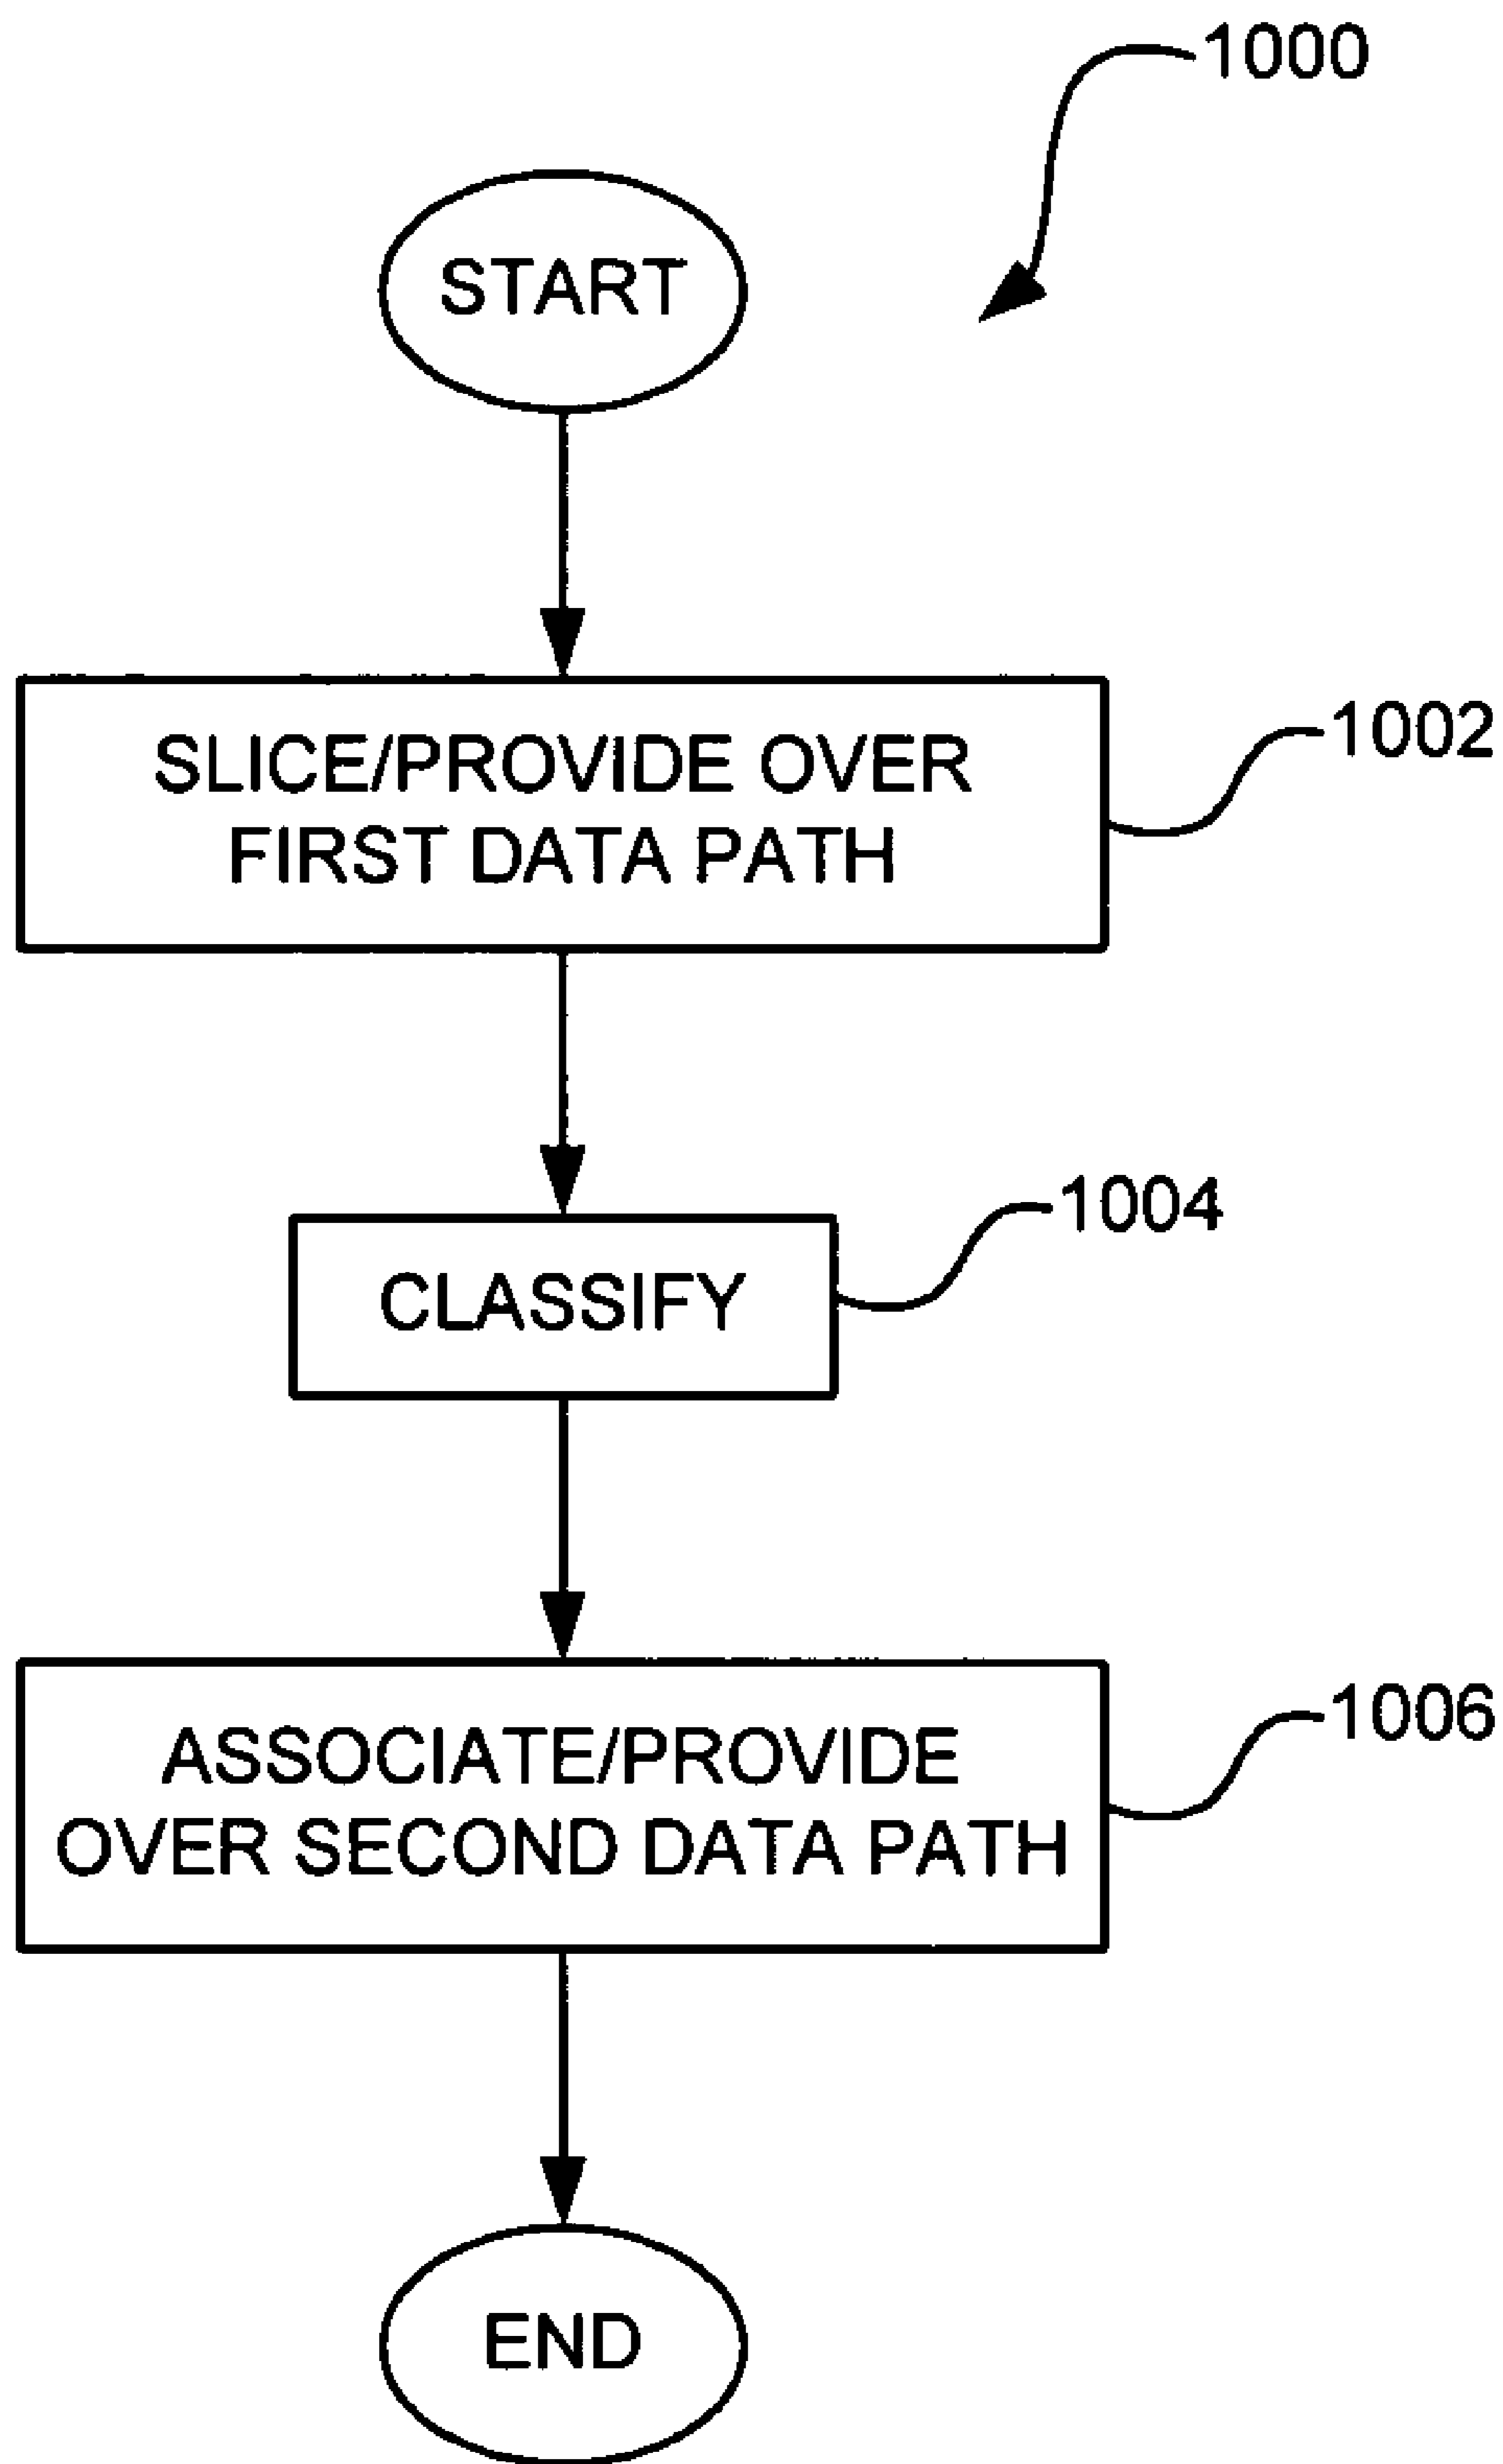 1000
START
SLICE/PROVIDE OVER
FIRST DATA PATH
1002
CLASSIFY
1004
ASSOCIATE/PROVIDE
OVER SECOND DATA PATH
1006
END